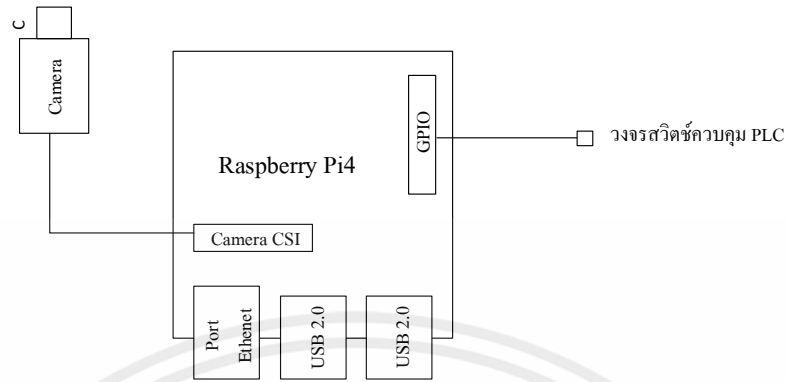 C
Camera
GPIO
วงจรสวิตช์ควบคุม PLC
Raspberry Pi4
Camera CSI
Port
Ethenet
USB 2.0
USB 2.0